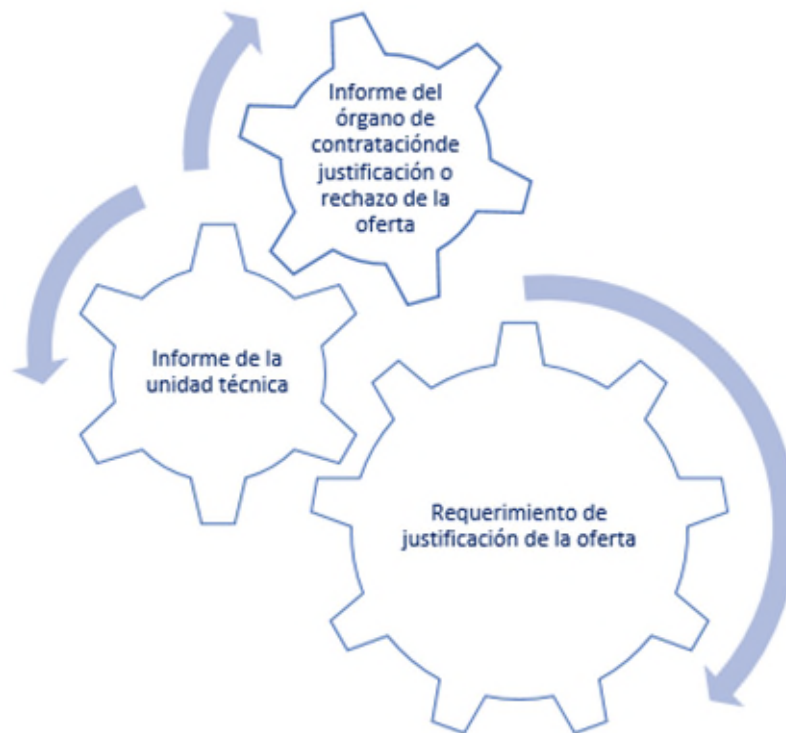 Informe del
órgano de
contrataciónde
justificación o
rechazo de la
oferta
Informe de la
unidad técnica
Requerimiento de
justificación de la oferta